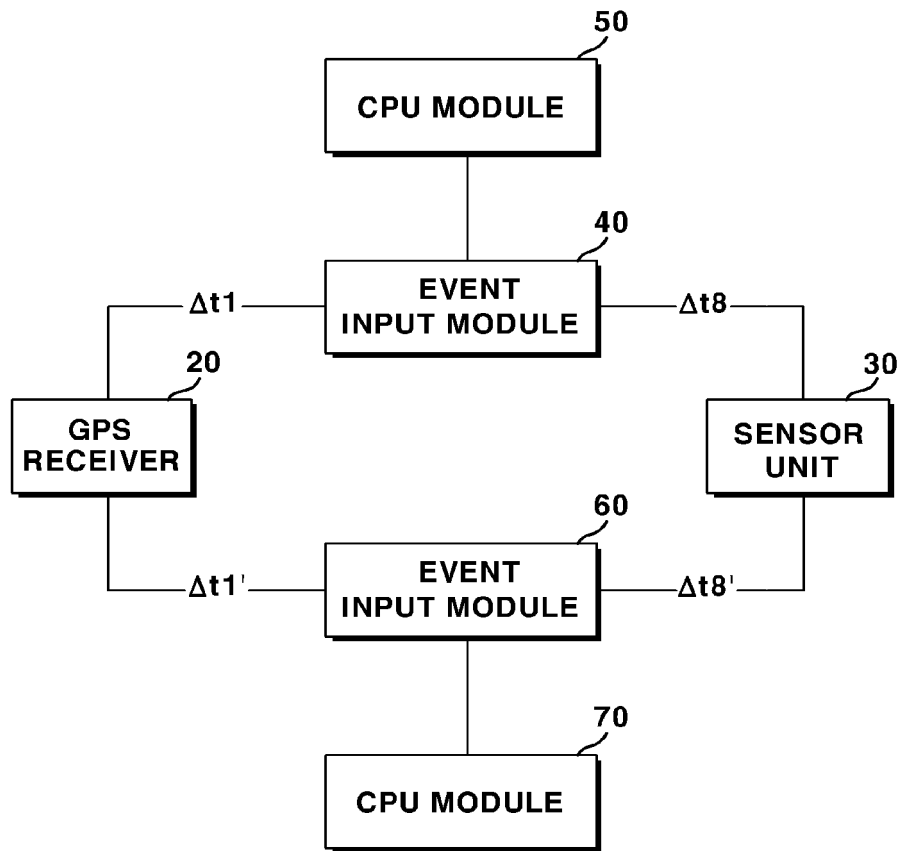 50
CPU MODULE
40
EVENT
INPUT MODULE
Δt1
Δt8
20
GPS
RECEIVER
30
SENSOR
UNIT
60
EVENT
INPUT MODULE
Δt1'
Δt8'
70
CPU MODULE